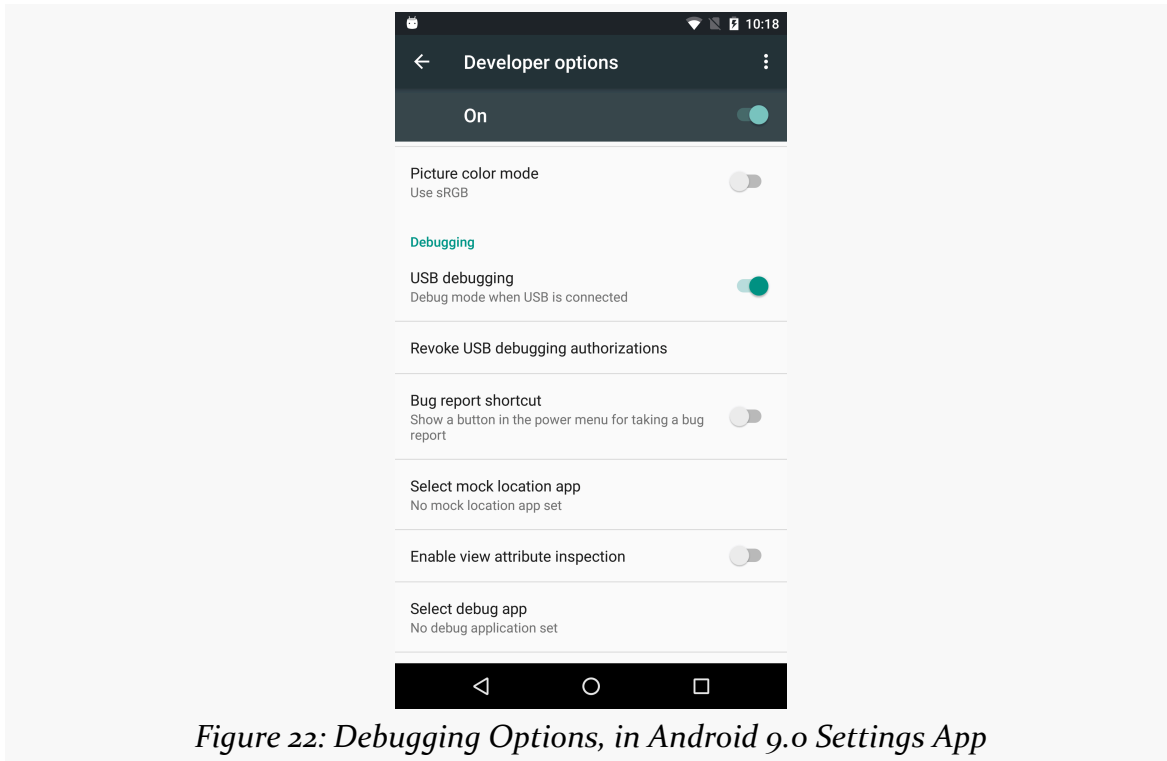 10:18
Developer options
On
Picture color mode
Use sRGB
Debugging
USB debugging
Debug mode when USB is connected
Revoke USB debugging authorizations
Bug report shortcut
Show a button in the power menu for taking a bug
report
Select mock location app
No mock location app set
Enable view attribute inspection
Select debug app
No debug application set
Figure 22: Debugging Options, in Android 9.0 Settings App